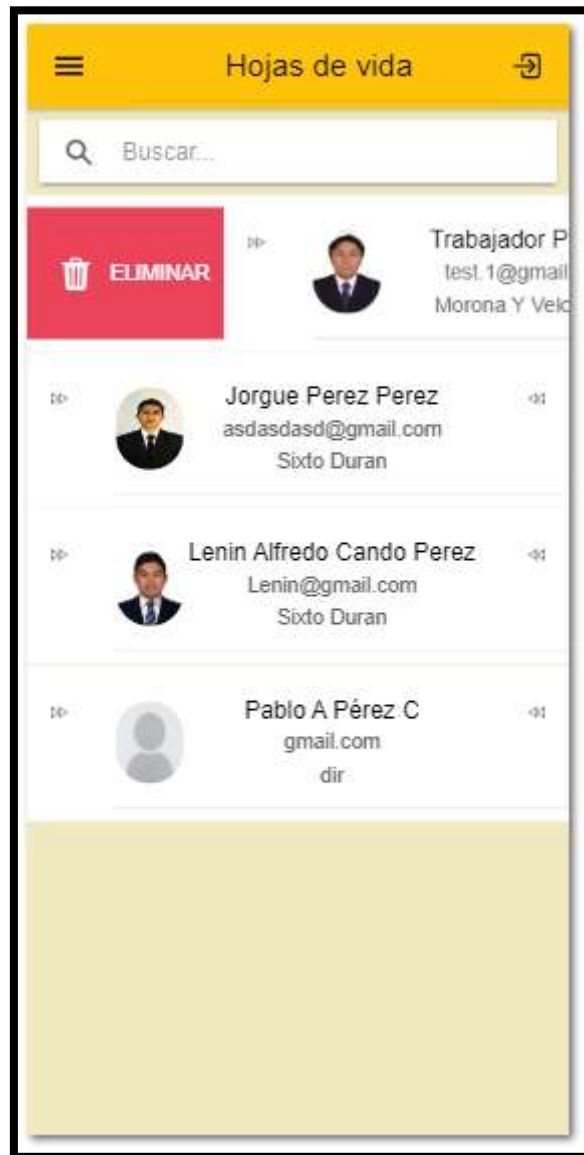 Hojas de vida
Buscar...
ELIMINAR
Trabajador P
test.1@gmail
Morona Y Velo
Jorgue Perez Perez
asdasdasd@gmail.com
Sixto Duran
Lenin Alfredo Cando Perez
Lenin@gmail.com
Sixto Duran
Pablo A Pérez C
gmail.com
dir